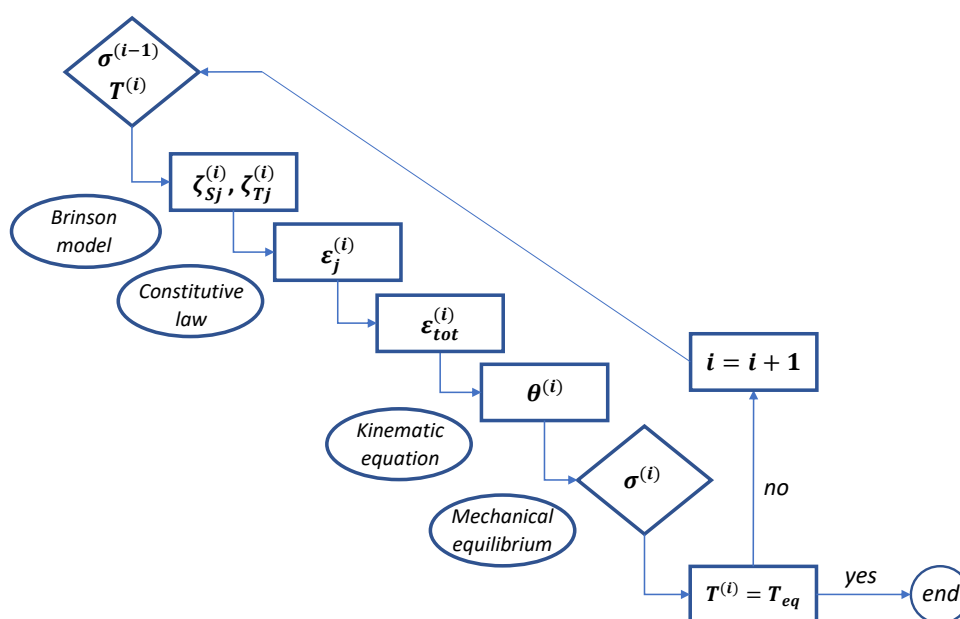 σ^(i−1)
T^(i)
ζ_Sj^(i), ζ_Tj^(i)
Brinson
model
ε_j^(i)
Constitutive
law
ε_tot^(i)
i = i + 1
θ^(i)
Kinematic
equation
σ^(i)
no
Mechanical
equilibrium
T^(i) = T_eq
yes
end